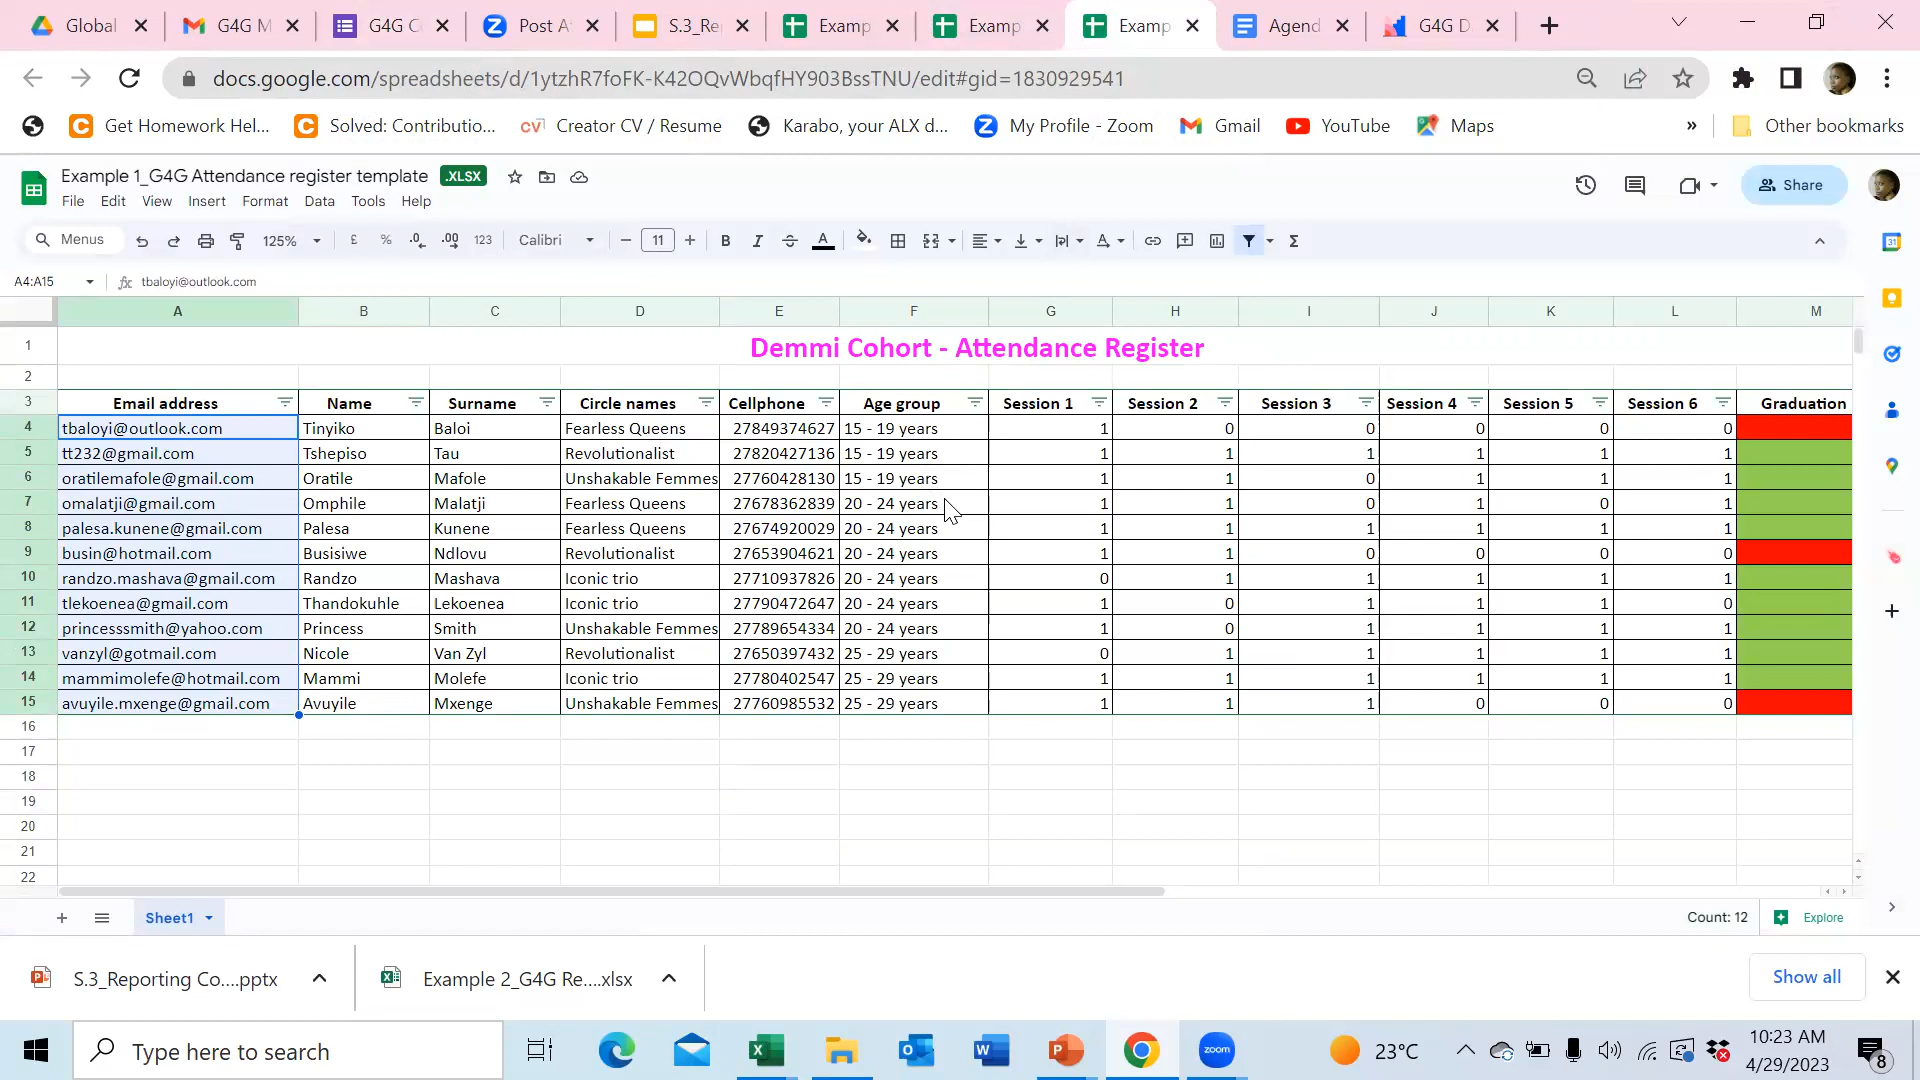 Global G4G M G4G C Post A S.3_Re Examp Examp Examp Agend G4G D
docs.google.com/spreadsheets/d/1ytzhR7foFK-K42OQvWbqfHY903BssTNU/edit#gid=1830929541
Get Homework Hel... Solved: Contributio... Creator CV / Resume Karabo, your ALX d... My Profile - Zoom Gmail YouTube Maps » Other bookmarks
Example 1_G4G Attendance register template .XLSX
Share
File Edit View Insert Format Data Tools Help
Menus 125% £ % .0 .00 123 Calibri 11 B I A Σ
A4:A15 fx tbaloyi@outlook.com
A B C D E F G H I J K L M
1 Demmi Cohort - Attendance Register
2
3 Email address Name Surname Circle names Cellphone Age group Session 1 Session 2 Session 3 Session 4 Session 5 Session 6 Graduation
4 tbaloyi@outlook.com Tinyiko Baloi Fearless Queens 27849374627 15 - 19 years 1 0 0 0 0 0
5 tt232@gmail.com Tshepiso Tau Revolutionalist 27820427136 15 - 19 years 1 1 1 1 1 1
6 oratilemafole@gmail.com Oratile Mafole Unshakable Femmes 27760428130 15 - 19 years 1 1 0 1 1 1
7 omalatji@gmail.com Omphile Malatji Fearless Queens 27678362839 20 - 24 years 1 1 0 1 0 1
8 palesa.kunene@gmail.com Palesa Kunene Fearless Queens 27674920029 20 - 24 years 1 1 1 1 1 1
9 busin@hotmail.com Busisiwe Ndlovu Revolutionalist 27653904621 20 - 24 years 1 1 0 0 0 0
10 randzo.mashava@gmail.com Randzo Mashava Iconic trio 27710937826 20 - 24 years 0 1 1 1 1 1
11 tlekoenea@gmail.com Thandokuhle Lekoenea Iconic trio 27790472647 20 - 24 years 1 0 1 1 1 0
12 princesssmith@yahoo.com Princess Smith Unshakable Femmes 27789654334 20 - 24 years 1 0 1 1 1 1
13 vanzyl@gotmail.com Nicole Van Zyl Revolutionalist 27650397432 25 - 29 years 0 1 1 1 1 1
14 mammimolefe@hotmail.com Mammi Molefe Iconic trio 27780402547 25 - 29 years 1 1 1 1 1 1
15 avuyile.mxenge@gmail.com Avuyile Mxenge Unshakable Femmes 27760985532 25 - 29 years 1 1 1 0 0 0
16
17
18
19
20
21
22
Sheet1 Count: 12 Explore
S.3_Reporting Co....pptx Example 2_G4G Re....xlsx Show all
Type here to search zoom 23°C 10:23 AM
4/29/2023 8